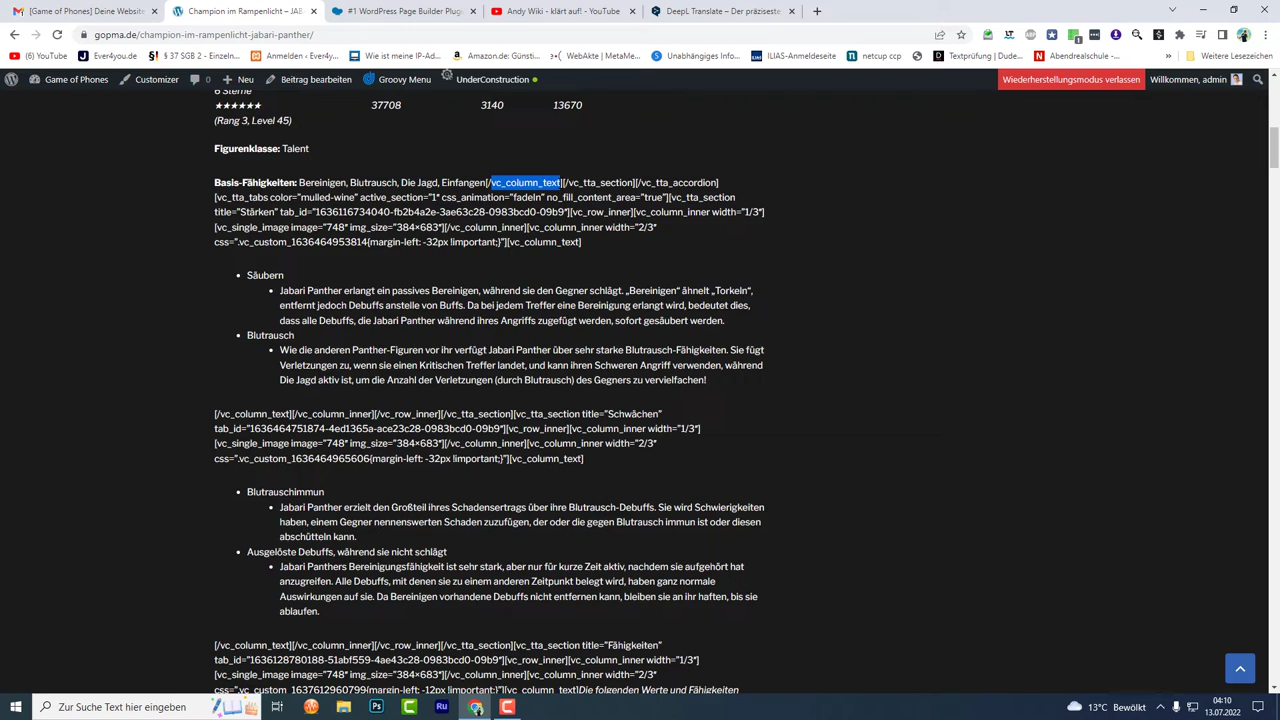 [Game of Phones] Deine Website
Champion im Rampenlicht – JAB
#1 WordPress Page Builder Plug
Andy Wiki - klärt auf! - YouTube
DeepL Translate – Der präziseste
gopma.de/champion-im-rampenlicht-jabari-panther/
YouTube
Ever4you.de
§ 37 SGB 2 - Einzeln...
Anmelden ‹ Ever4y...
Wie ist meine IP-Ad...
Amazon.de: Günsti...
WebAkte | MetaMe...
Unabhängigkeitss...
ILIAS-Anmeldeseite
netcup ccp
Textprüfung | Dude...
Abendrealschule -...
»
Weitere Lesezeichen
Game of Phones
Customizer
0
Neu
Beitrag bearbeiten
Groovy Menu
UnderConstruction
Wiederherstellungsmodus verlassen
Willkommen, admin
6 Sterne
★★★★★★ 37708 3140 13670
(Rang 3, Level 45)
Figurenklasse: Talent
Basis-Fähigkeiten: Bereinigen, Blutrausch, Die Jagd, Einfangen[/vc_column_text][/vc_tta_section][/vc_tta_accordion]
[vc_tta_tabs color=”mulled-wine” active_section=”1″ css_animation=”fadeIn” no_fill_content_area=”true”][vc_tta_section
title=”Stärken” tab_id=”1636116734040-fb2b4a2e-3ae63c28-0983bcd0-09b9″][vc_row_inner][vc_column_inner width=”1/3″]
[vc_single_image image=”748″ img_size=”384×683″][/vc_column_inner][vc_column_inner width=”2/3″
css=”.vc_custom_1636464953814{margin-left: -32px !important;}”][vc_column_text]
• Säubern
• Jabari Panther erlangt ein passives Bereinigen, während sie den Gegner schlägt. „Bereinigen“ ähnelt „Torkeln“,
entfernt jedoch Debuffs anstelle von Buffs. Da bei jedem Treffer eine Bereinigung erlangt wird, bedeutet dies,
dass alle Debuffs, die Jabari Panther während ihres Angriffs zugefügt werden, sofort gesäubert werden.
• Blutrausch
• Wie die anderen Panther-Figuren vor ihr verfügt Jabari Panther über sehr starke Blutrausch-Fähigkeiten. Sie fügt
Verletzungen zu, wenn sie einen Kritischen Treffer landet, und kann ihren Schweren Angriff verwenden, während
Die Jagd aktiv ist, um die Anzahl der Verletzungen (durch Blutrausch) des Gegners zu vervielfachen!
[/vc_column_text][/vc_column_inner][/vc_row_inner][/vc_tta_section][vc_tta_section title=”Schwächen”
tab_id=”1636464751874-4ed1365a-ace23c28-0983bcd0-09b9″][vc_row_inner][vc_column_inner width=”1/3″]
[vc_single_image image=”748″ img_size=”384×683″][/vc_column_inner][vc_column_inner width=”2/3″
css=”.vc_custom_1636464965606{margin-left: -32px !important;}”][vc_column_text]
• Blutrauschimmun
• Jabari Panther erzielt den Großteil ihres Schadensertrags über ihre Blutrausch-Debuffs. Sie wird Schwierigkeiten
haben, einem Gegner nennenswerten Schaden zuzufügen, der oder die gegen Blutrausch immun ist oder diesen
abschütteln kann.
• Ausgelöste Debuffs, während sie nicht schlägt
• Jabari Panthers Bereinigungsfähigkeit ist sehr stark, aber nur für kurze Zeit aktiv, nachdem sie aufgehört hat
anzugreifen. Alle Debuffs, mit denen sie zu einem anderen Zeitpunkt belegt wird, haben ganz normale
Auswirkungen auf sie. Da Bereinigen vorhandene Debuffs nicht entfernen kann, bleiben sie an ihr haften, bis sie
ablaufen.
[/vc_column_text][/vc_column_inner][/vc_row_inner][/vc_tta_section][vc_tta_section title=”Fähigkeiten”
tab_id=”1636128780188-51abf559-4ae43c28-0983bcd0-09b9″][vc_row_inner][vc_column_inner width=”1/3″]
[vc_single_image image=”748″ img_size=”384×683″][/vc_column_inner][vc_column_inner width=”2/3″
css=”.vc_custom_1637612960799{margin-left: -12px !important;}”][vc_column_text]Die folgenden Werte und Fähigkeiten
Zur Suche Text hier eingeben
13°C Bewölkt
04:10
13.07.2022